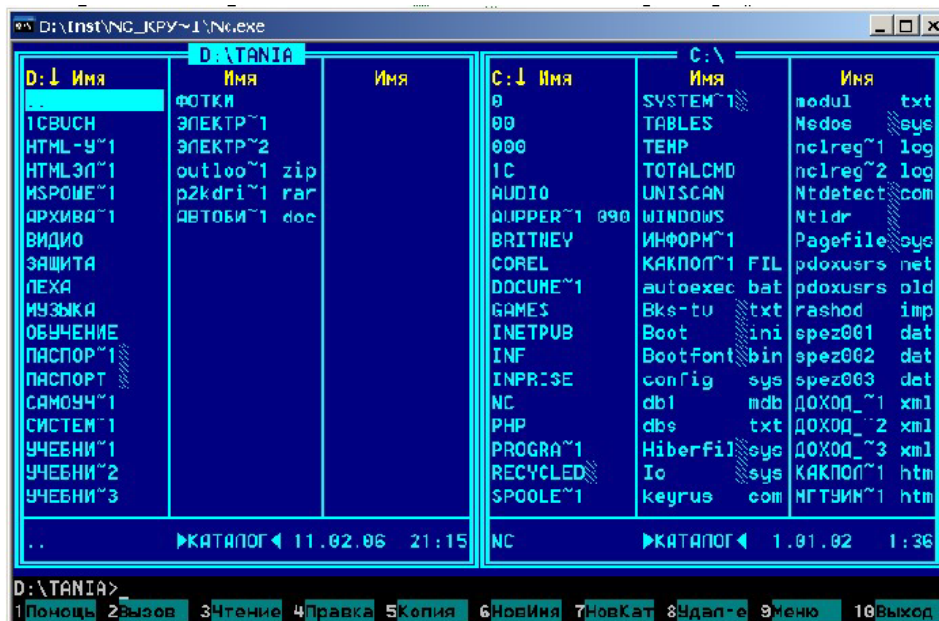 D:\Inst\NC_КРУ~1\Nc.exe
D:\TANIA
C:\
D:↓ Имя Имя Имя
C:↓ Имя Имя Имя
.. ФОТКИ
0 SYSTEM~1░ modul txt
1CBUCH ЭЛЕКТР~1
00 TABLES Msdos ░sys
HTML-У~1 ЭЛЕКТР~2
000 TEMP nclreg~1 log
HTMLЭЛ~1 outloo~1 zip
1C TOTALCMD nclreg~2 log
MSPOWE~1 p2kdri~1 rar
AUDIO UNISCAN Ntdetect░com
АРХИВА~1 АВТОБИ~1 doc
AUPPER~1 090 WINDOWS Ntldr ░
ВИДИО
BRITNEY ИНФОРМ~1 Pagefile░sys
ЗАЩИТА
COREL КАКПОЛ~1 FIL pdoxusrs net
ЛЕХА
DOCUME~1 autoexec bat pdoxusrs old
МУЗЫКА
GAMES Bks-tv ░txt rashod imp
ОБУЧЕНИЕ
INETPUB Boot ░ini spez001 dat
ПАСПОР~1░
INF Bootfont░bin spez002 dat
ПАСПОРТ ░
INPRISE config sys spez003 dat
САМОУЧ~1
NC db1 mdb ДОХОД_~1 xml
СИСТЕМ~1
PHP dbs txt ДОХОД_~2 xml
УЧЕБНИ~1
PROGRA~1 Hiberfil░sys ДОХОД_~3 xml
УЧЕБНИ~2
RECYCLED░ Io ░sys КАКПОЛ~1 htm
УЧЕБНИ~3
SPOOLE~1 keyrus com МГТУИМ~1 htm
.. ►КАТАЛОГ◄ 11.02.06 21:15
NC ►КАТАЛОГ◄ 1.01.02 1:36
D:\TANIA>_
1Помощь 2Вызов 3Чтение 4Правка 5Копия 6НовИмя 7НовКат 8Удал-е 9Меню 10Выход